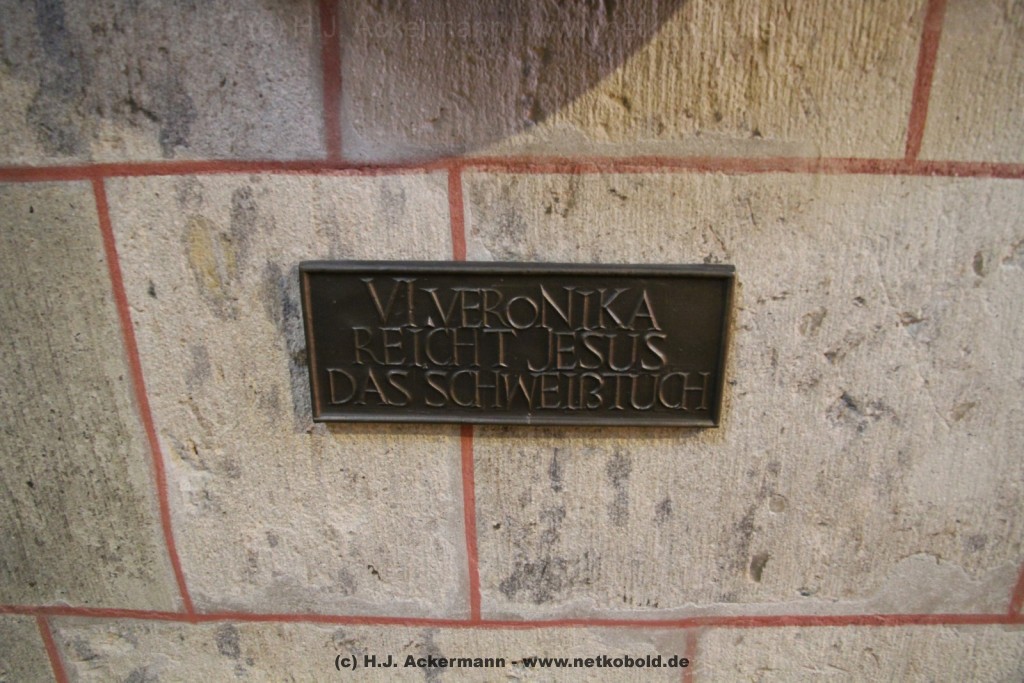 VI. VERONIKA
REICHT JESUS
DAS SCHWEIßTUCH
(c) H.J. Ackermann - www.netkobold.de